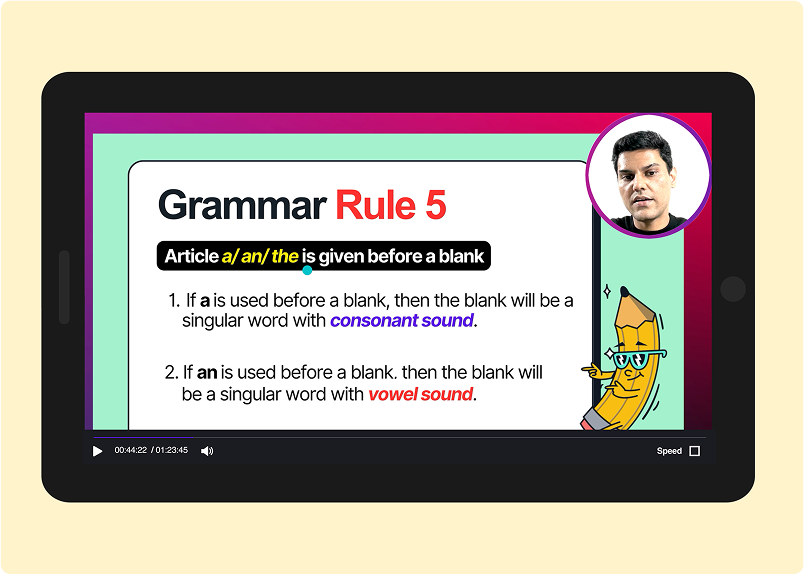 Grammar Rule 5
Article a/ an/ the is given before a blank
1. If a is used before a blank, then the blank will be a
singular word with consonant sound.
2. If an is used before a blank. then the blank will
be a singular word with vowel sound.
00:44:22 / 01:23:45
Speed